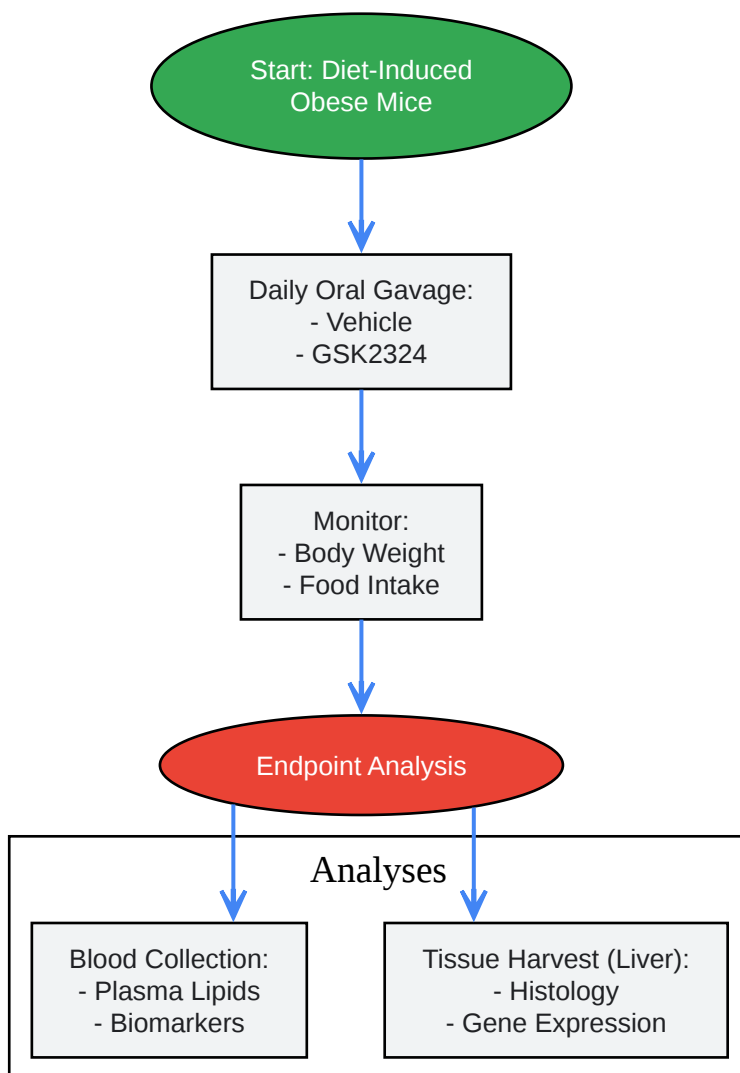 Start: Diet-Induced
Obese Mice
Daily Oral Gavage:
- Vehicle
- GSK2324
Monitor:
- Body Weight
- Food Intake
Endpoint Analysis
Analyses
Blood Collection:
- Plasma Lipids
- Biomarkers
Tissue Harvest (Liver):
- Histology
- Gene Expression